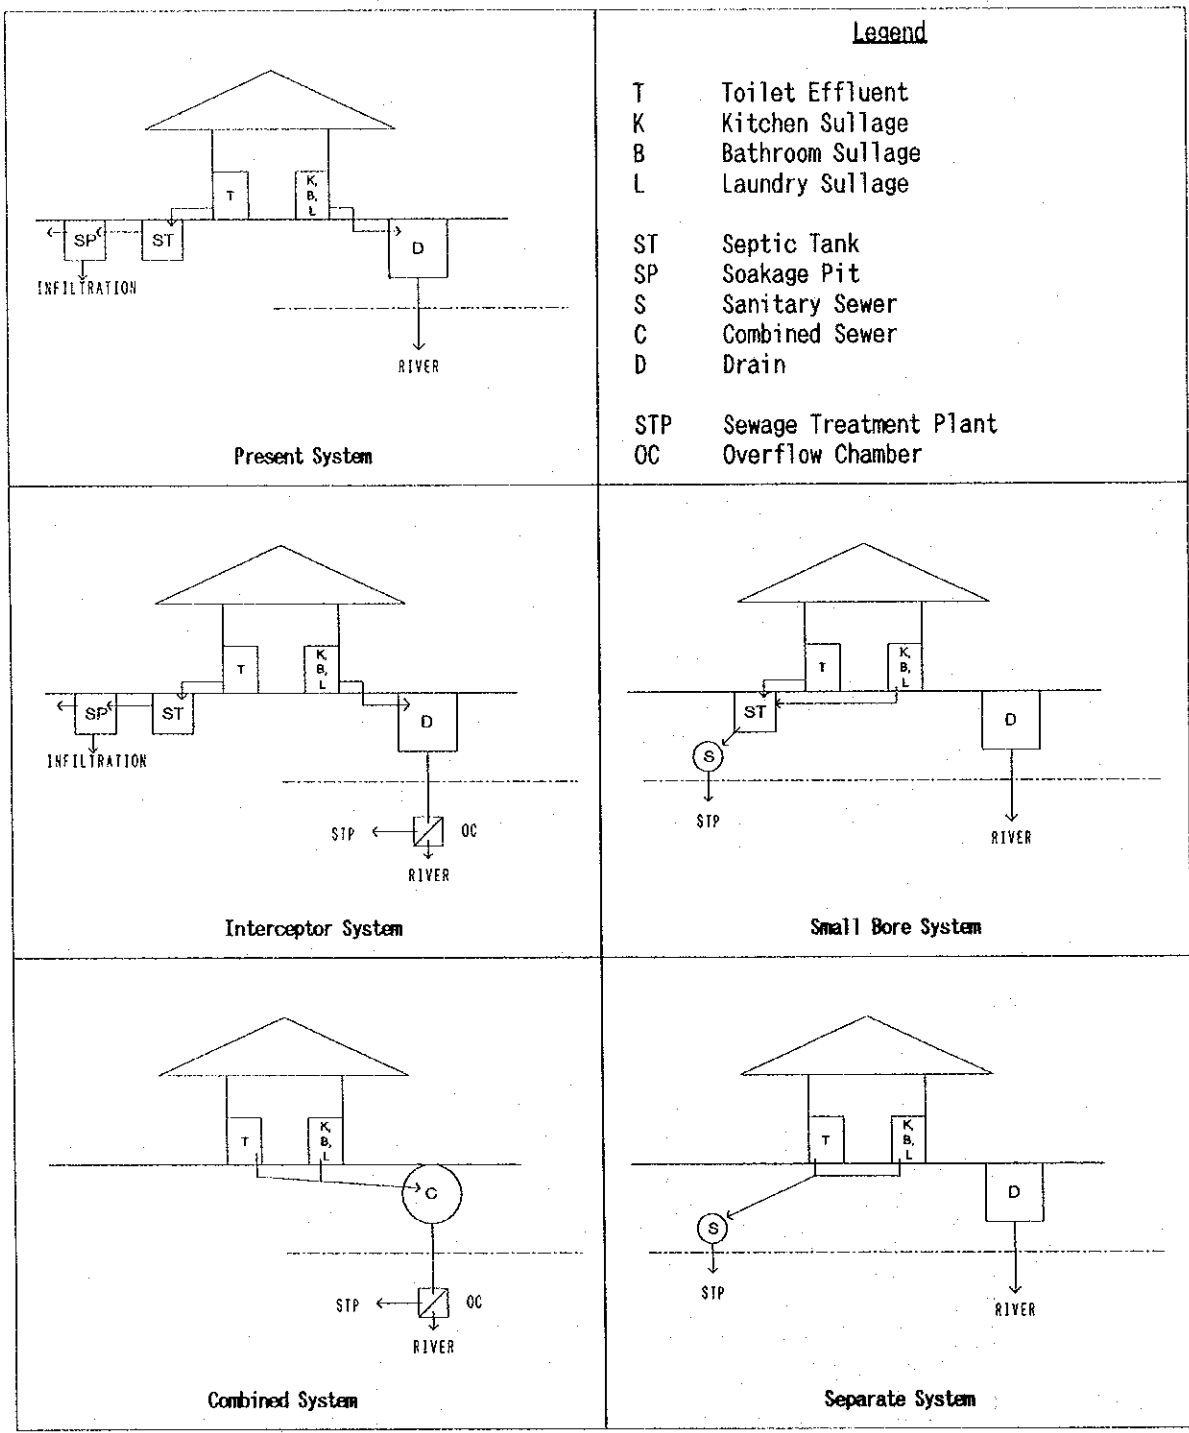 Legend
T Toilet Effluent
K Kitchen Sullage
B Bathroom Sullage
L Laundry Sullage
ST Septic Tank
SP Soakage Pit
S Sanitary Sewer
C Combined Sewer
D Drain
STP Sewage Treatment Plant
OC Overflow Chamber
T
K,
B,
L
SP
ST
D
INFILTRATION
RIVER
Present System
T
K,
B,
L
SP
ST
D
INFILTRATION
STP
OC
RIVER
Interceptor System
T
K,
B,
L
ST
D
S
STP
RIVER
Small Bore System
T
K,
B,
L
C
STP
OC
RIVER
Combined System
T
K,
B,
L
D
S
STP
RIVER
Separate System